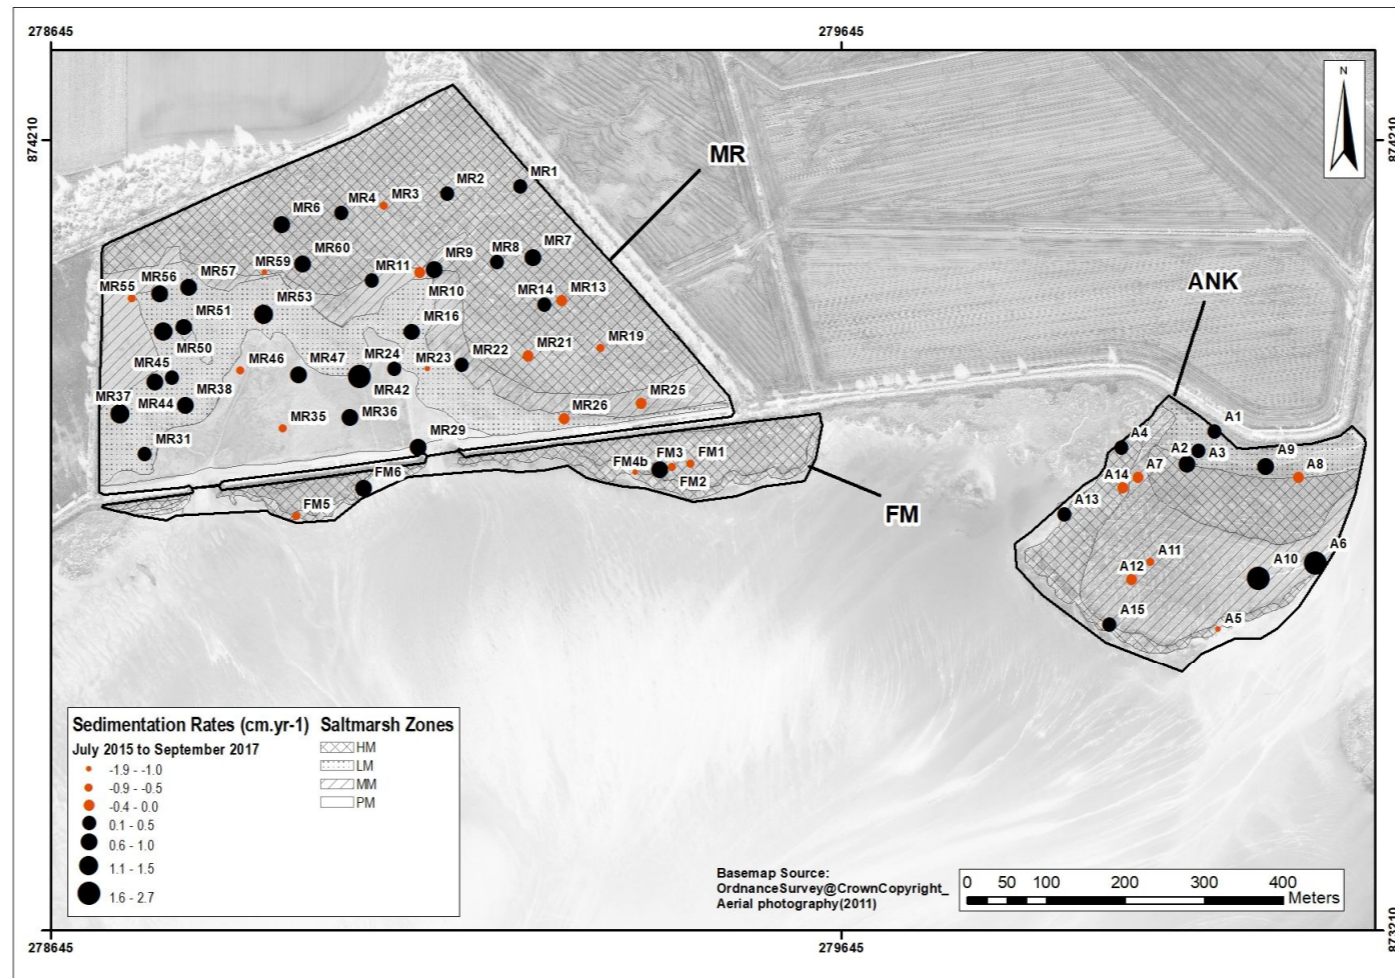 278645
279645
874210
874210
N
MR
MR1
MR2
MR3
MR4
MR6
MR7
MR8
MR9
MR60
MR59
MR11
MR57
MR56
MR55
MR10
MR13
MR14
MR53
MR51
MR16
MR50
MR19
MR21
MR22
MR23
MR24
MR47
MR46
MR45
MR42
MR38
MR37
MR44
MR36
MR35
MR25
MR26
MR31
MR29
FM6
FM5
FM4b
FM3
FM1
FM2
FM
ANK
A1
A4
A2
A3
A9
A8
A7
A14
A13
A11
A12
A10
A6
A15
A5
Sedimentation Rates (cm.yr-1)
July 2015 to September 2017
-1.9 - -1.0
-0.9 - -0.5
-0.4 - 0.0
0.1 - 0.5
0.6 - 1.0
1.1 - 1.5
1.6 - 2.7
Saltmarsh Zones
HM
LM
MM
PM
Basemap Source:
OrdnanceSurvey@CrownCopyright_
Aerial photography(2011)
0 50 100 200 300 400
Meters
873210
278645
279645